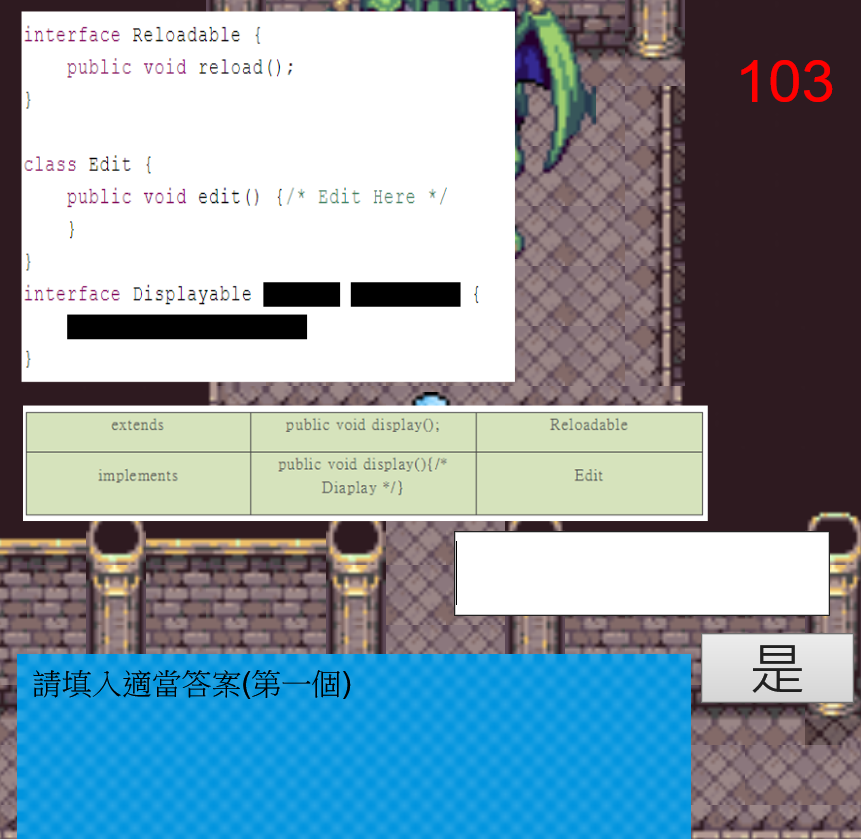 interface Reloadable {
public void reload();
}
class Edit {
public void edit() {/* Edit Here */
}
}
interface Displayable {
}
103
extends public void display(); Reloadable
implements public void display(){/* Diaplay */} Edit
是
請填入適當答案(第一個)